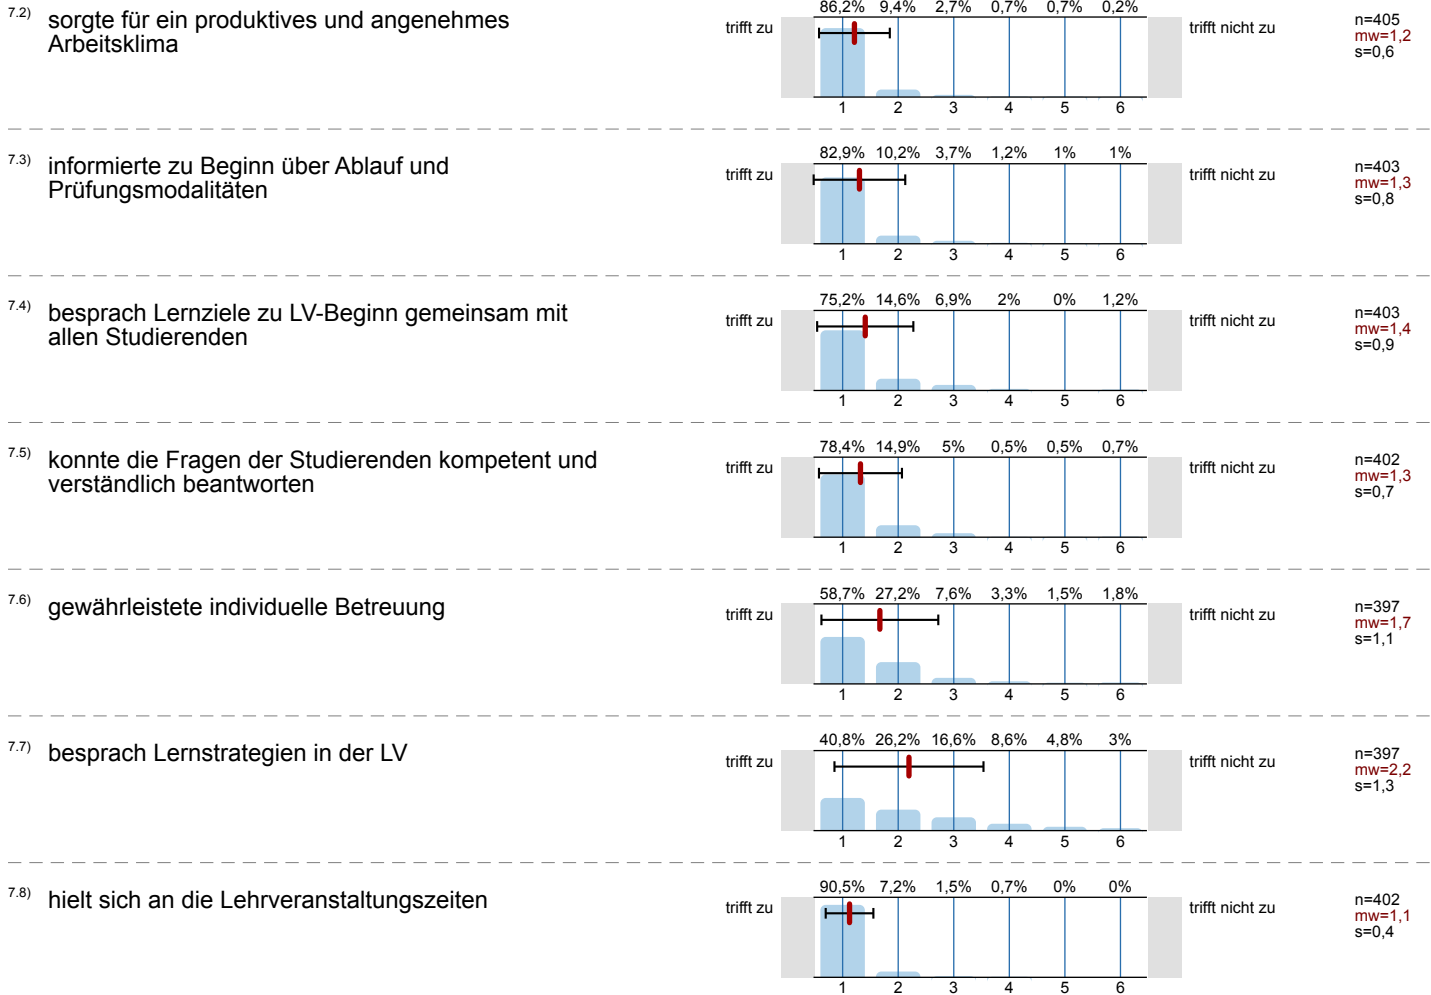 7.2) sorgte für ein produktives und angenehmes
Arbeitsklima
trifft zu
86,2% 9,4% 2,7% 0,7% 0,7% 0,2%
1 2 3 4 5 6
trifft nicht zu
n=405
mw=1,2
s=0,6
7.3) informierte zu Beginn über Ablauf und
Prüfungsmodalitäten
trifft zu
82,9% 10,2% 3,7% 1,2% 1% 1%
1 2 3 4 5 6
trifft nicht zu
n=403
mw=1,3
s=0,8
7.4) besprach Lernziele zu LV-Beginn gemeinsam mit
allen Studierenden
trifft zu
75,2% 14,6% 6,9% 2% 0% 1,2%
1 2 3 4 5 6
trifft nicht zu
n=403
mw=1,4
s=0,9
7.5) konnte die Fragen der Studierenden kompetent und
verständlich beantworten
trifft zu
78,4% 14,9% 5% 0,5% 0,5% 0,7%
1 2 3 4 5 6
trifft nicht zu
n=402
mw=1,3
s=0,7
7.6) gewährleistete individuelle Betreuung
trifft zu
58,7% 27,2% 7,6% 3,3% 1,5% 1,8%
1 2 3 4 5 6
trifft nicht zu
n=397
mw=1,7
s=1,1
7.7) besprach Lernstrategien in der LV
trifft zu
40,8% 26,2% 16,6% 8,6% 4,8% 3%
1 2 3 4 5 6
trifft nicht zu
n=397
mw=2,2
s=1,3
7.8) hielt sich an die Lehrveranstaltungszeiten
trifft zu
90,5% 7,2% 1,5% 0,7% 0% 0%
1 2 3 4 5 6
trifft nicht zu
n=402
mw=1,1
s=0,4